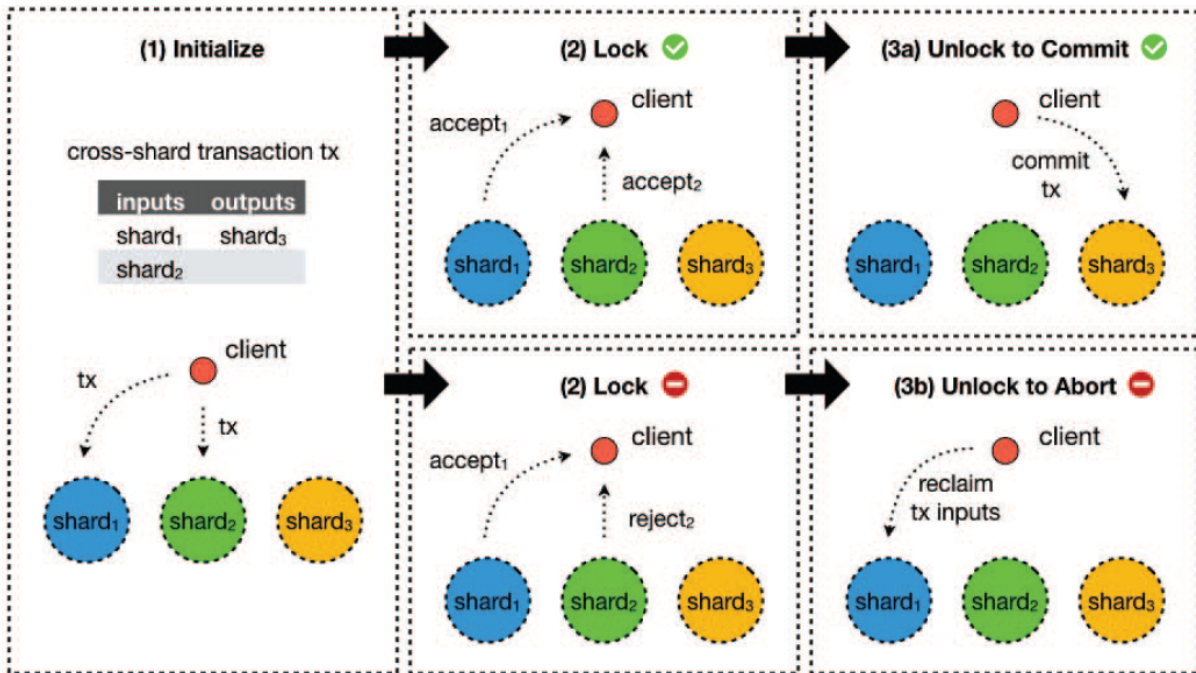 (1) Initialize
cross-shard transaction tx
inputs outputs
shard₁ shard₃
shard₂
client
tx
tx
shard₁ shard₂ shard₃
(2) Lock
client
accept₁
accept₂
shard₁ shard₂ shard₃
(3a) Unlock to Commit
client
commit
tx
shard₁ shard₂ shard₃
(2) Lock
client
accept₁
reject₂
shard₁ shard₂ shard₃
(3b) Unlock to Abort
client
reclaim
tx inputs
shard₁ shard₂ shard₃